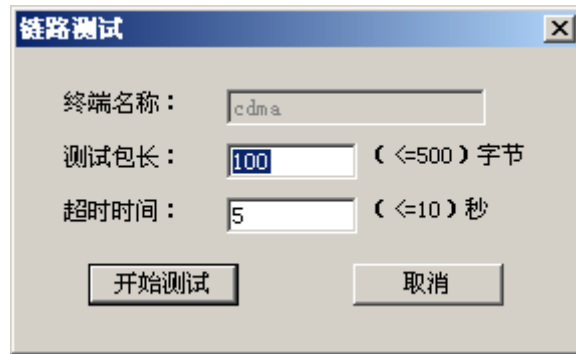 链路测试
终端名称： cdma
测试包长： 100 （<=500）字节
超时时间： 5 （<=10）秒
开始测试 取消